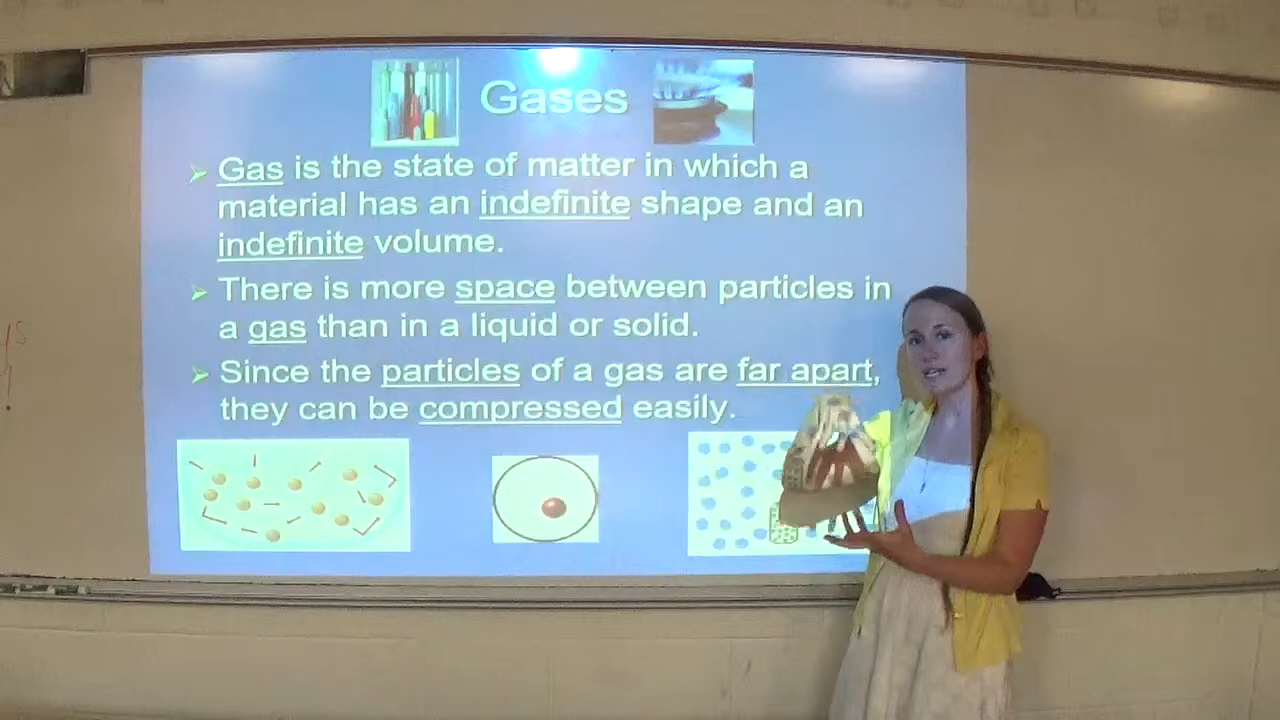 Gases
Gas is the state of matter in which a
material has an indefinite shape and an
indefinite volume.
There is more space between particles in
a gas than in a liquid or solid.
Since the particles of a gas are far apart,
they can be compressed easily.